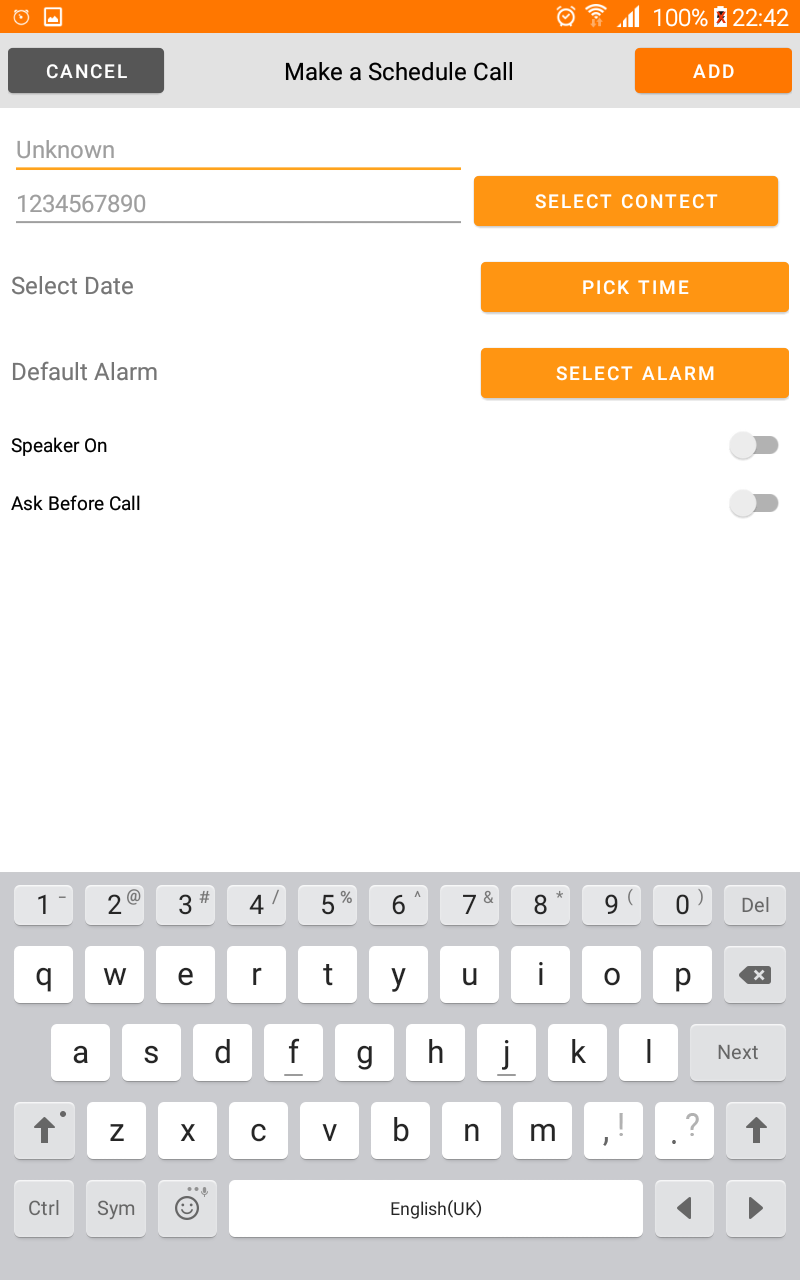 100% 22:42
CANCEL Make a Schedule Call ADD
Unknown
1234567890 SELECT CONTECT
Select Date PICK TIME
Default Alarm SELECT ALARM
Speaker On
Ask Before Call
1 - 2 @ 3 # 4 / 5 % 6 ^ 7 & 8 * 9 ( 0 ) Del
q w e r t y u i o p
a s d f g h j k l Next
z x c v b n m , ! . ?
Ctrl Sym English(UK)